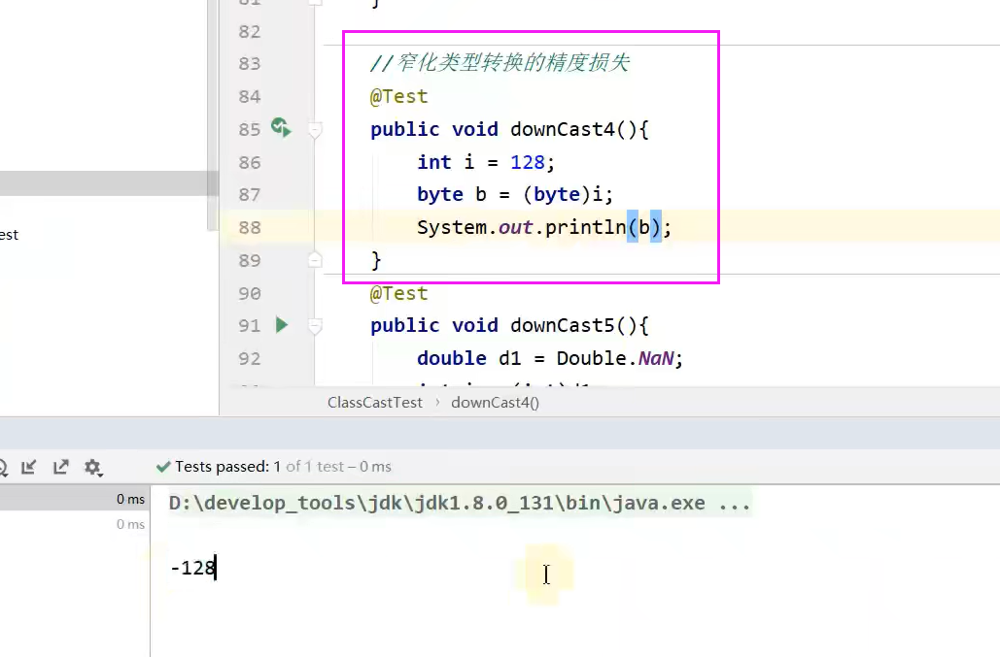 }
82
83 //窄化类型转换的精度损失
84 @Test
85 public void downCast4(){
86 int i = 128;
87 byte b = (byte)i;
88 System.out.println(b);
89 }
90 @Test
91 public void downCast5(){
92 double d1 = Double.NaN;
est
ClassCastTest › downCast4()
Tests passed: 1 of 1 test – 0 ms
0 ms
0 ms
D:\develop_tools\jdk\jdk1.8.0_131\bin\java.exe ...
-128